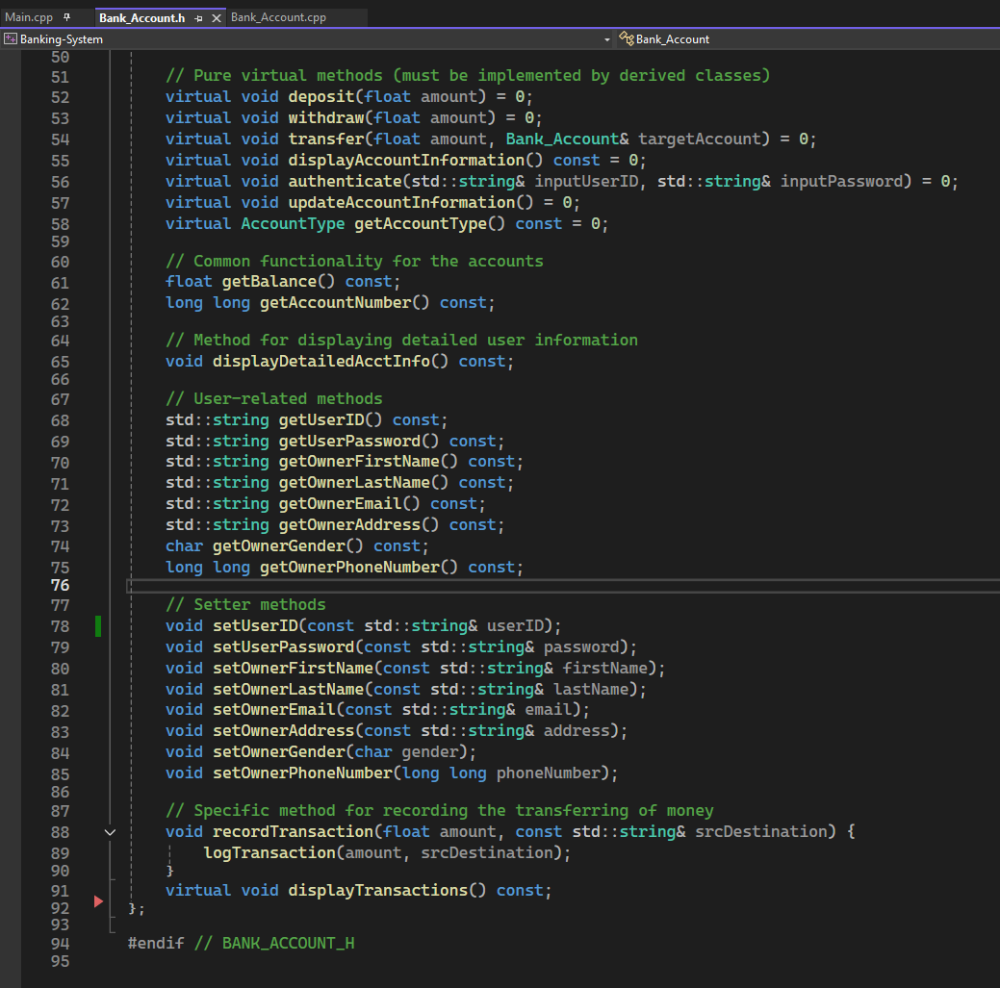 Main.cpp
Bank_Account.h
Bank_Account.cpp
Banking-System
Bank_Account
50
51 // Pure virtual methods (must be implemented by derived classes)
52 virtual void deposit(float amount) = 0;
53 virtual void withdraw(float amount) = 0;
54 virtual void transfer(float amount, Bank_Account& targetAccount) = 0;
55 virtual void displayAccountInformation() const = 0;
56 virtual void authenticate(std::string& inputUserID, std::string& inputPassword) = 0;
57 virtual void updateAccountInformation() = 0;
58 virtual AccountType getAccountType() const = 0;
59
60 // Common functionality for the accounts
61 float getBalance() const;
62 long long getAccountNumber() const;
63
64 // Method for displaying detailed user information
65 void displayDetailedAcctInfo() const;
66
67 // User-related methods
68 std::string getUserID() const;
69 std::string getUserPassword() const;
70 std::string getOwnerFirstName() const;
71 std::string getOwnerLastName() const;
72 std::string getOwnerEmail() const;
73 std::string getOwnerAddress() const;
74 char getOwnerGender() const;
75 long long getOwnerPhoneNumber() const;
76
77 // Setter methods
78 void setUserID(const std::string& userID);
79 void setUserPassword(const std::string& password);
80 void setOwnerFirstName(const std::string& firstName);
81 void setOwnerLastName(const std::string& lastName);
82 void setOwnerEmail(const std::string& email);
83 void setOwnerAddress(const std::string& address);
84 void setOwnerGender(char gender);
85 void setOwnerPhoneNumber(long long phoneNumber);
86
87 // Specific method for recording the transferring of money
88 void recordTransaction(float amount, const std::string& srcDestination) {
89 logTransaction(amount, srcDestination);
90 }
91 virtual void displayTransactions() const;
92 };
93
94 #endif // BANK_ACCOUNT_H
95